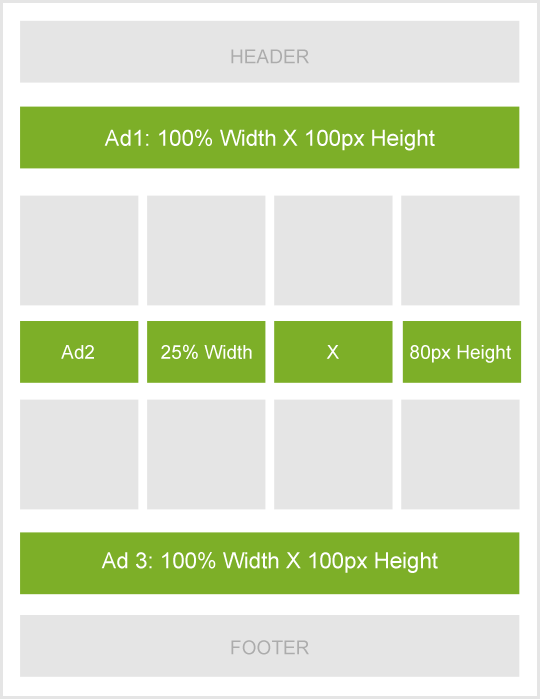 HEADER
Ad1: 100% Width X 100px Height
Ad2 25% Width X 80px Height
Ad 3: 100% Width X 100px Height
FOOTER